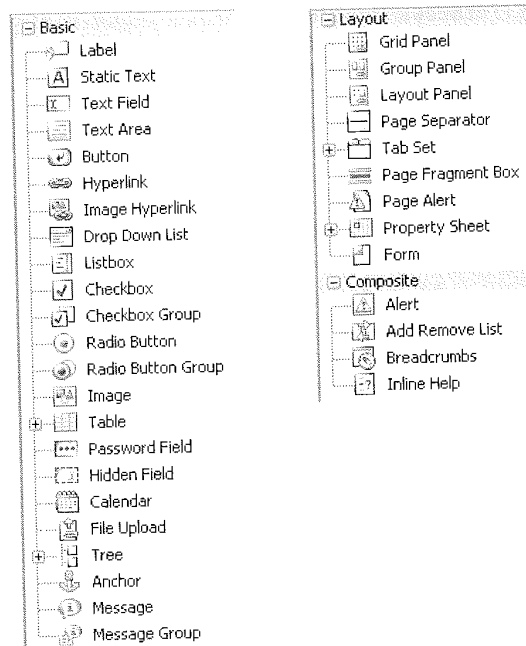 Basic
Label
Static Text
Text Field
Text Area
Button
Hyperlink
Image Hyperlink
Drop Down List
Listbox
Checkbox
Checkbox Group
Radio Button
Radio Button Group
Image
Table
Password Field
Hidden Field
Calendar
File Upload
Tree
Anchor
Message
Message Group
Layout
Grid Panel
Group Panel
Layout Panel
Page Separator
Tab Set
Page Fragment Box
Page Alert
Property Sheet
Form
Composite
Alert
Add Remove List
Breadcrumbs
Inline Help